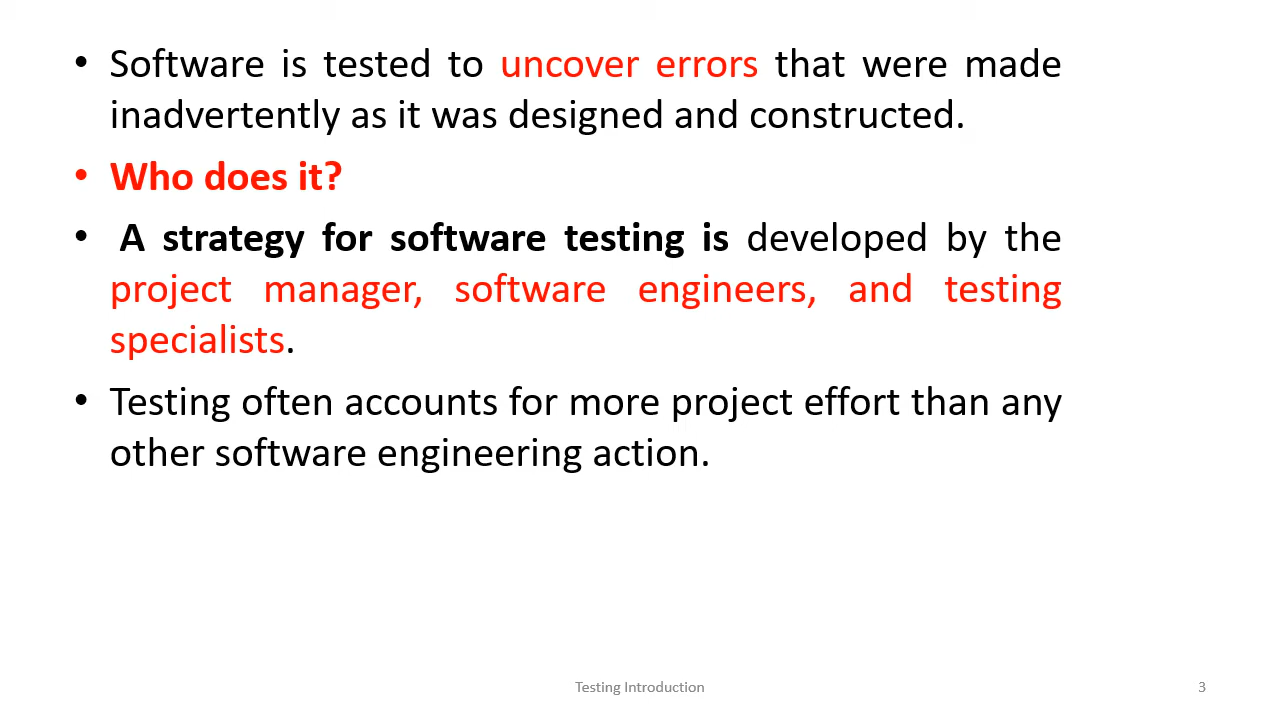 • Software is tested to uncover errors that were made
inadvertently as it was designed and constructed.
• Who does it?
• A strategy for software testing is developed by the
project manager, software engineers, and testing
specialists.
• Testing often accounts for more project effort than any
other software engineering action.
Testing Introduction
3